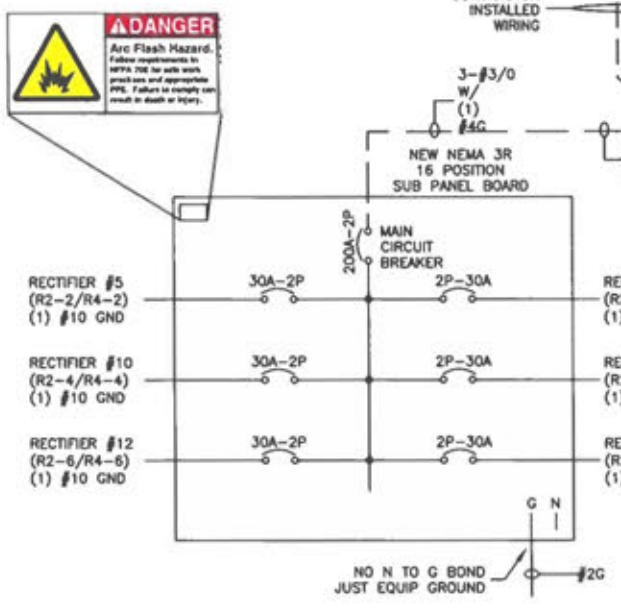 INSTALLED
WIRING
DANGER
Arc Flash Hazard.
Follow requirements in
NFPA 70E for safe work
practices and appropriate
PPE. Failure to comply can
result in death or injury.
3-#3/0
W/
(1)
#4G
NEW NEMA 3R
16 POSITION
SUB PANEL BOARD
200A-2P
MAIN
CIRCUIT
BREAKER
RECTIFIER #5
(R2-2/R4-2)
(1) #10 GND
30A-2P
2P-30A
RE
(R
(1)
RECTIFIER #10
(R2-4/R4-4)
(1) #10 GND
30A-2P
2P-30A
RE
(R
(1)
RECTIFIER #12
(R2-6/R4-6)
(1) #10 GND
30A-2P
2P-30A
RE
(R
(1)
G N
NO N TO G BOND
JUST EQUIP GROUND
#2G